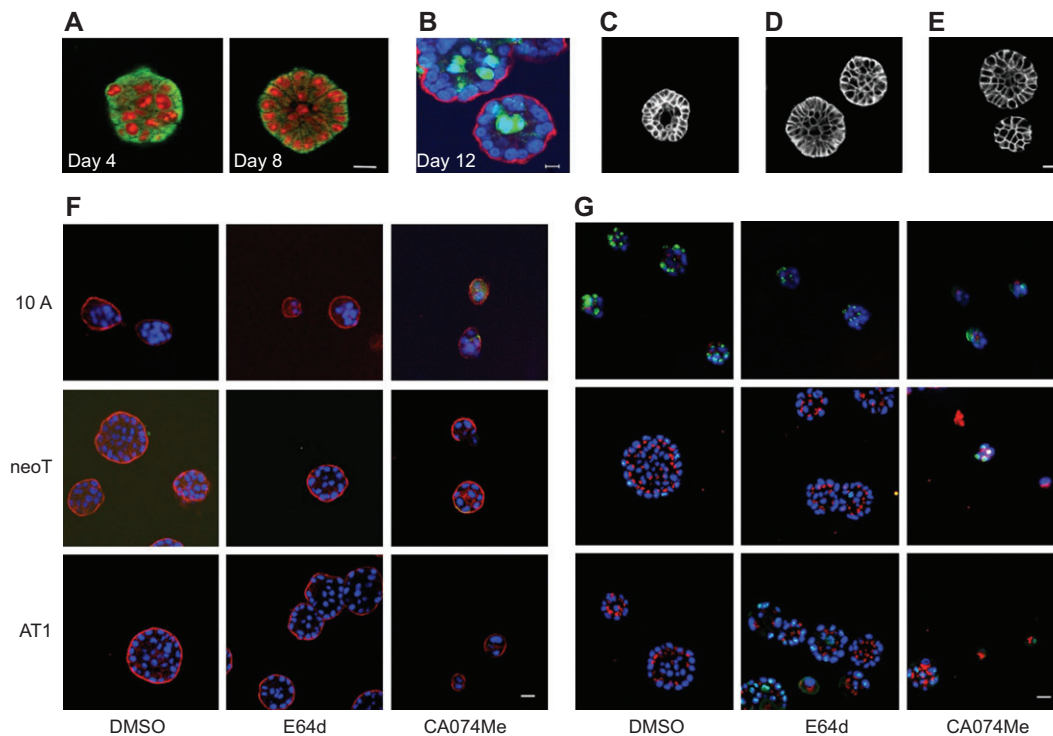 A
B
C
D
E
Day 4
Day 8
Day 12
F
G
10 A
neoT
AT1
DMSO
E64d
CA074Me
DMSO
E64d
CA074Me